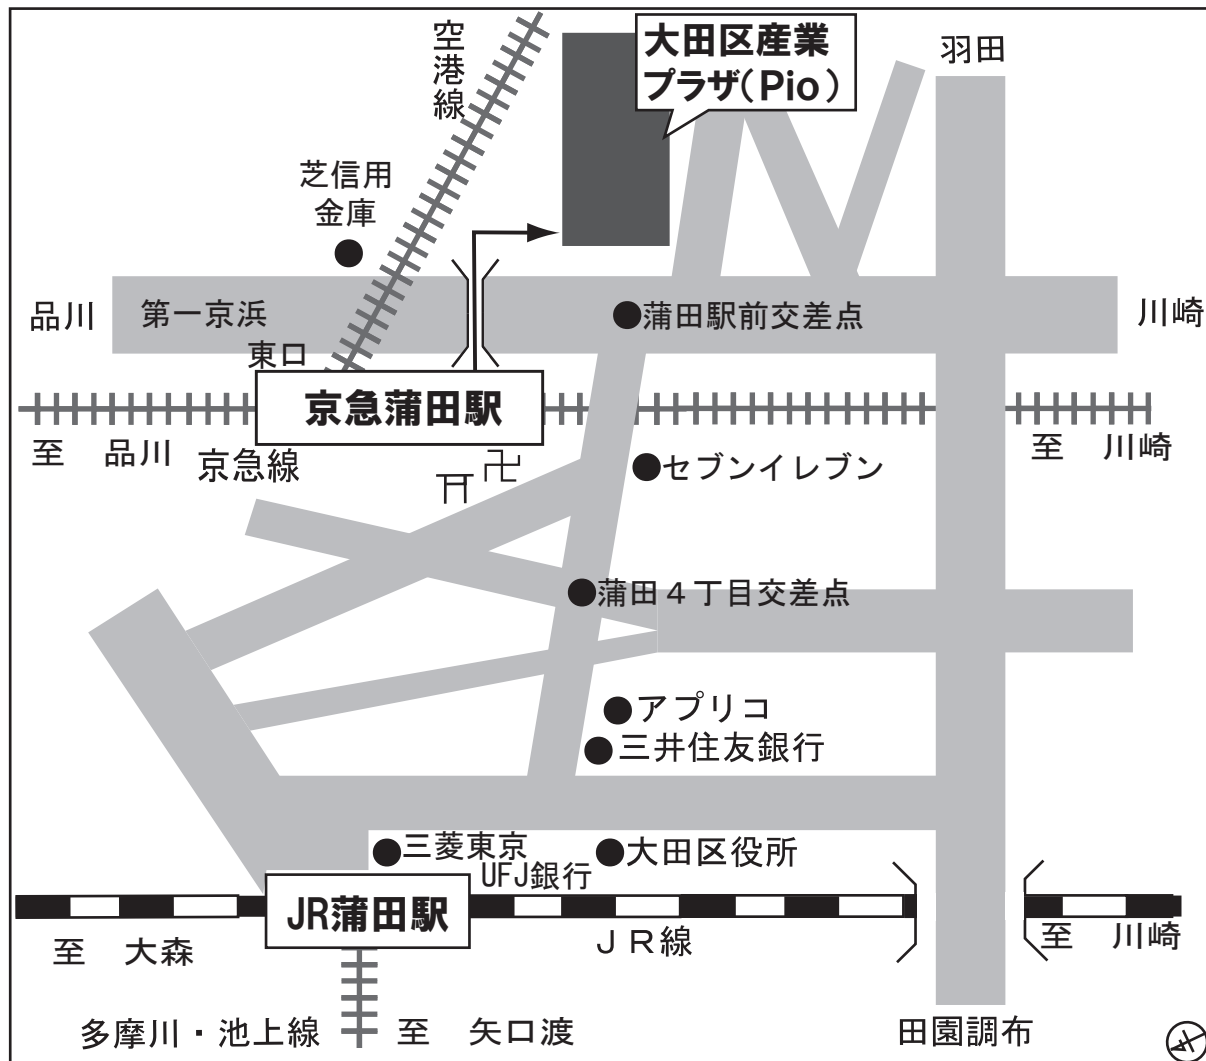 空港線
大田区産業
プラザ(Pio)
羽田
芝信用
金庫
品川
第一京浜
蒲田駅前交差点
川崎
東口
京急蒲田駅
至 品川
京急線
至 川崎
セブンイレブン
蒲田4丁目交差点
アプリコ
三井住友銀行
三菱東京
UFJ銀行
大田区役所
JR蒲田駅
至 大森
JR線
至 川崎
多摩川・池上線
至 矢口渡
田園調布